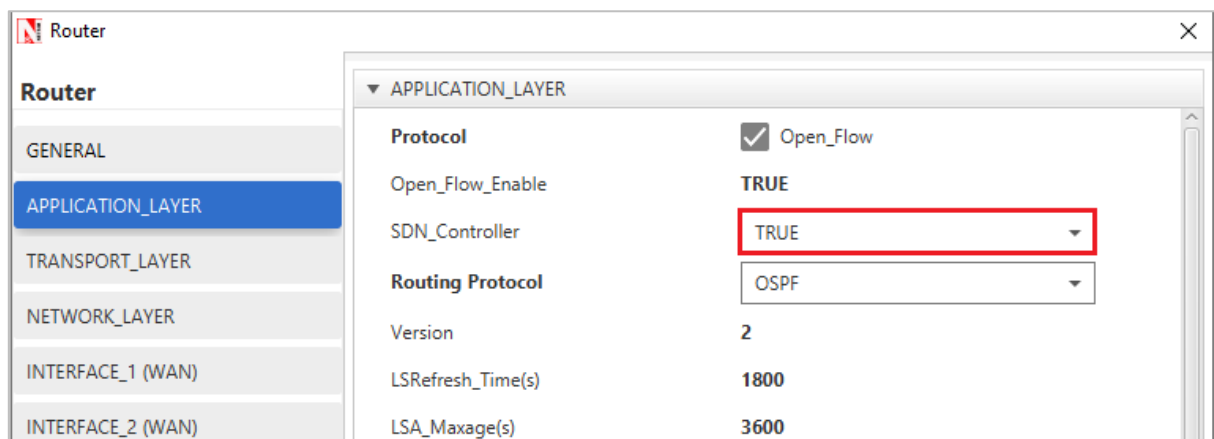 Router
Router
GENERAL
APPLICATION_LAYER
TRANSPORT_LAYER
NETWORK_LAYER
INTERFACE_1 (WAN)
INTERFACE_2 (WAN)
APPLICATION_LAYER
Protocol Open_Flow
Open_Flow_Enable TRUE
SDN_Controller TRUE
Routing Protocol OSPF
Version 2
LSRefresh_Time(s) 1800
LSA_Maxage(s) 3600